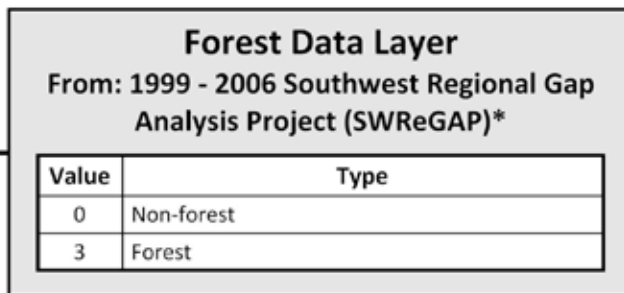 Forest Data Layer
From: 1999 - 2006 Southwest Regional Gap
Analysis Project (SWReGAP)*
Value Type
0 Non-forest
3 Forest